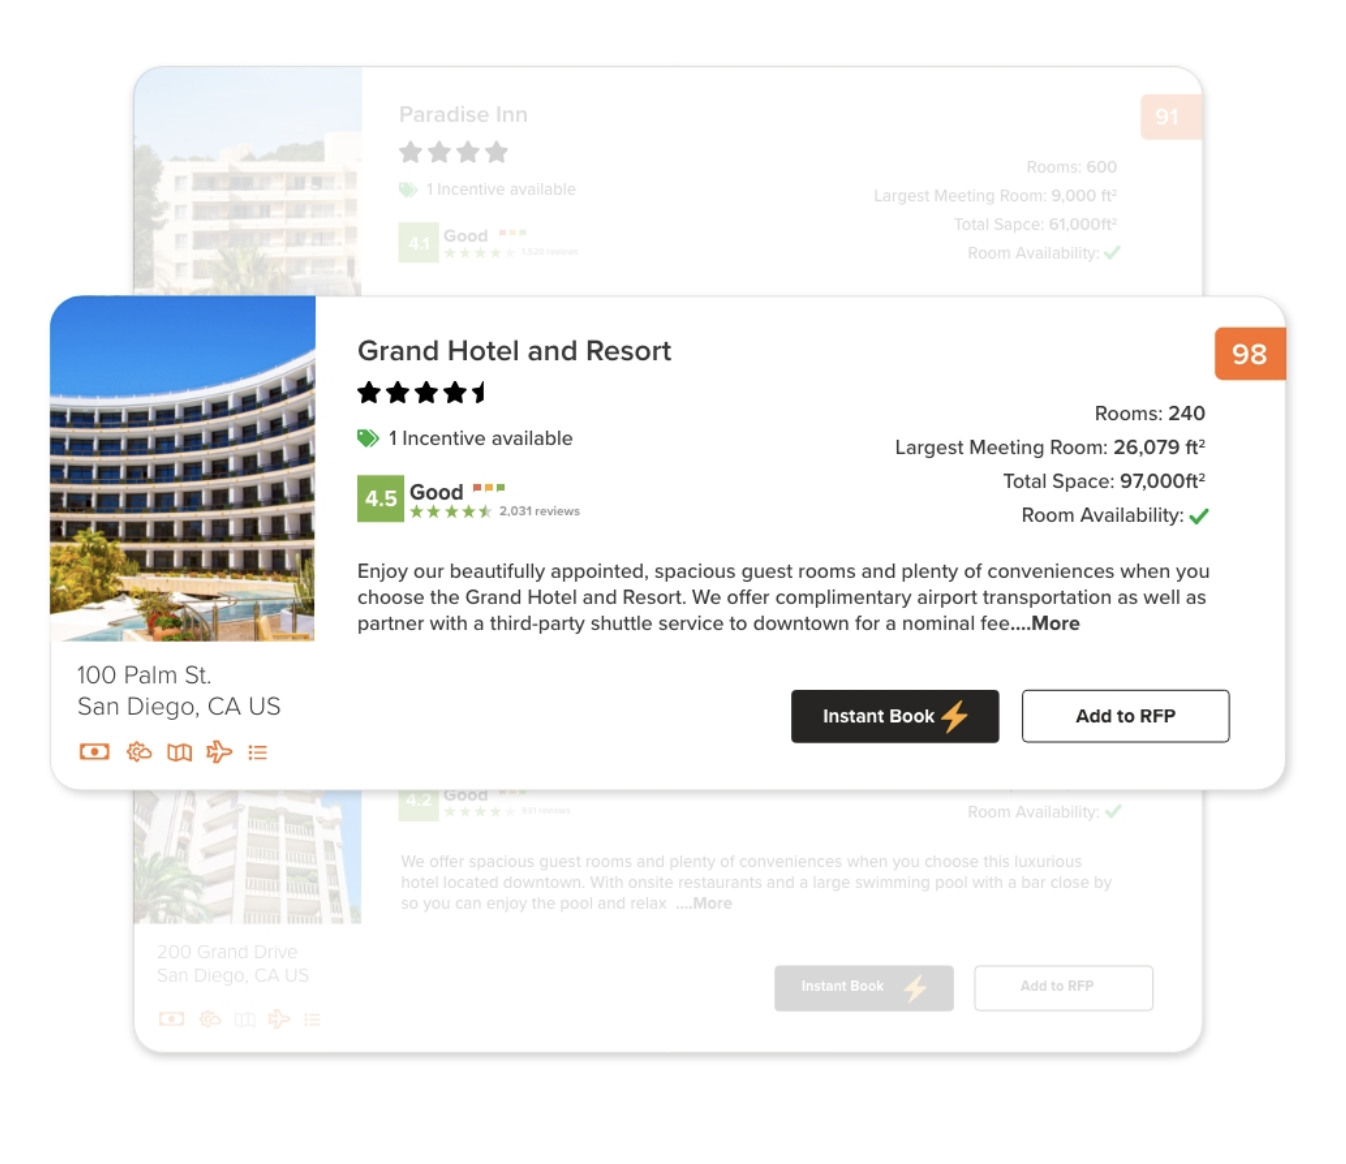 Paradise Inn
91
1 Incentive available
4.1 Good
1,529 reviews
Rooms: 600
Largest Meeting Room: 9,000 ft²
Total Sapce: 61,000ft²
Room Availability:
Grand Hotel and Resort
98
1 Incentive available
4.5 Good
2,031 reviews
Rooms: 240
Largest Meeting Room: 26,079 ft²
Total Space: 97,000ft²
Room Availability:
Enjoy our beautifully appointed, spacious guest rooms and plenty of conveniences when you
choose the Grand Hotel and Resort. We offer complimentary airport transportation as well as
partner with a third-party shuttle service to downtown for a nominal fee....More
100 Palm St.
San Diego, CA US
Instant Book
Add to RFP
4.2 Good
931 reviews
Room Availability:
We offer spacious guest rooms and plenty of conveniences when you choose this luxurious
hotel located downtown. With onsite restaurants and a large swimming pool with a bar close by
so you can enjoy the pool and relax ....More
200 Grand Drive
San Diego, CA US
Instant Book
Add to RFP